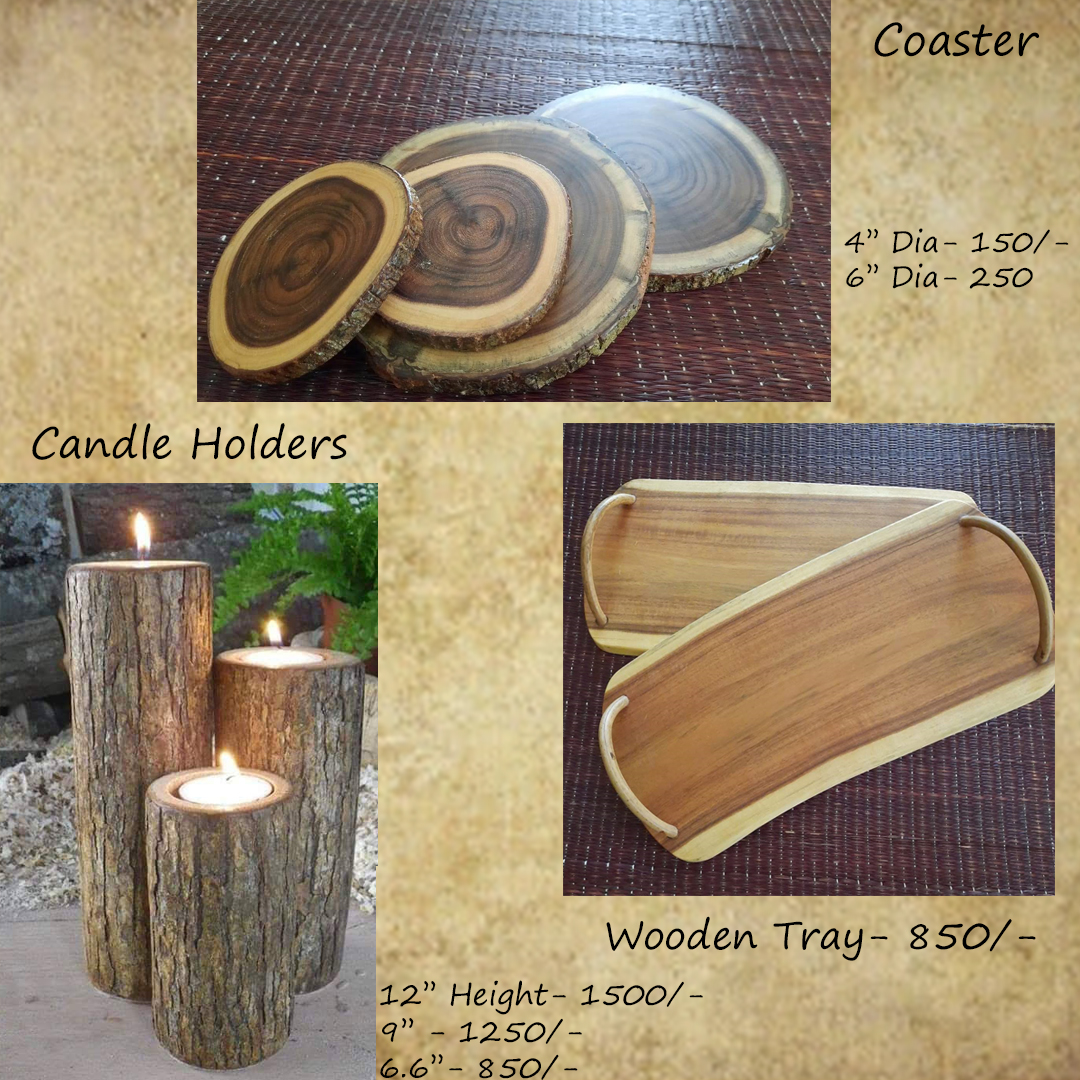 Coaster
4” Dia- 150/-
6” Dia- 250
Candle Holders
Wooden Tray- 850/-
12” Height- 1500/-
9” - 1250/-
6.6”- 850/-